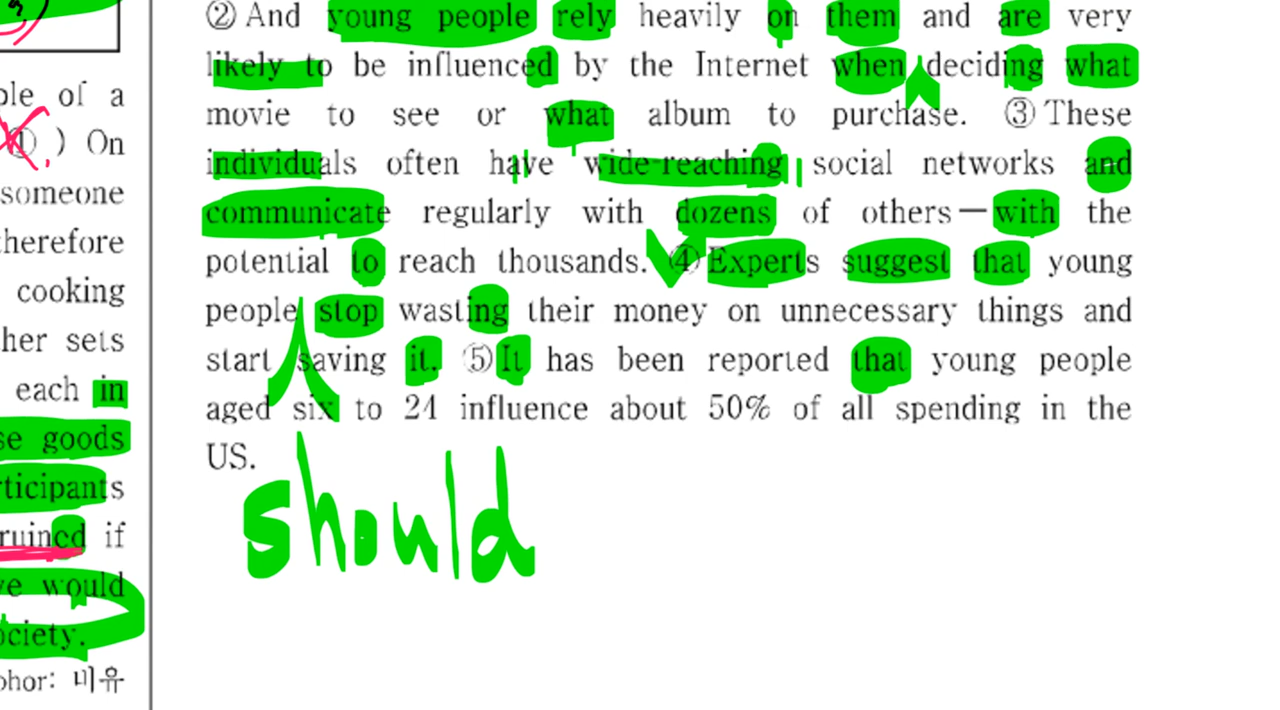 ple of a
① ) On
someone
therefore
cooking
her sets
each in
se goods
rticipants
ruined if
ve would
ociety.
phor: 비유
② And young people rely heavily on them and are very
likely to be influenced by the Internet when deciding what
movie to see or what album to purchase. ③ These
individuals often have wide-reaching social networks and
communicate regularly with dozens of others — with the
potential to reach thousands. ④ Experts suggest that young
people stop wasting their money on unnecessary things and
start saving it. ⑤ It has been reported that young people
aged six to 24 influence about 50% of all spending in the
US.
should